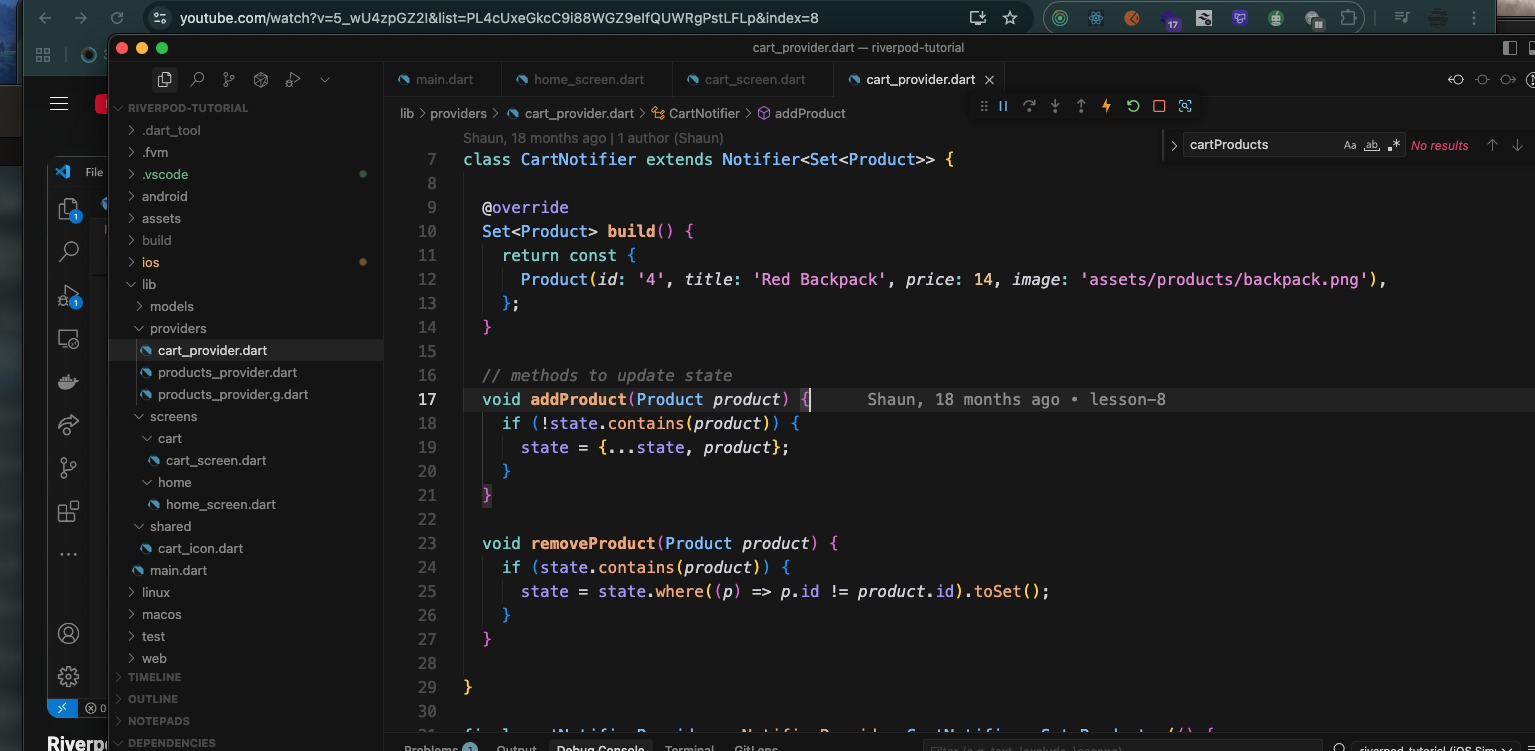 youtube.com/watch?v=5_wU4zpGZ2I&list=PL4cUxeGkcC9i88WGZ9eIfQUWRgPstLFLp&index=8
17
cart_provider.dart — riverpod-tutorial
main.dart
home_screen.dart
cart_screen.dart
cart_provider.dart
lib > providers > cart_provider.dart > CartNotifier > addProduct
cartProducts
Aa
ab
No results
RIVERPOD-TUTORIAL
.dart_tool
.fvm
.vscode
android
assets
build
ios
lib
models
providers
cart_provider.dart
products_provider.dart
products_provider.g.dart
screens
cart
cart_screen.dart
home
home_screen.dart
shared
cart_icon.dart
main.dart
linux
macos
test
web
TIMELINE
OUTLINE
NOTEPADS
DEPENDENCIES
File
1
1
0
Riverp
Shaun, 18 months ago | 1 author (Shaun)
7 class CartNotifier extends Notifier<Set<Product>> {
8
9 @override
10 Set<Product> build() {
11 return const {
12 Product(id: '4', title: 'Red Backpack', price: 14, image: 'assets/products/backpack.png'),
13 };
14 }
15
16 // methods to update state
17 void addProduct(Product product) { Shaun, 18 months ago • lesson-8
18 if (!state.contains(product)) {
19 state = {...state, product};
20 }
21 }
22
23 void removeProduct(Product product) {
24 if (state.contains(product)) {
25 state = state.where((p) => p.id != product.id).toSet();
26 }
27 }
28
29 }
30
Problems 1 Output Debug Console Terminal GitLens